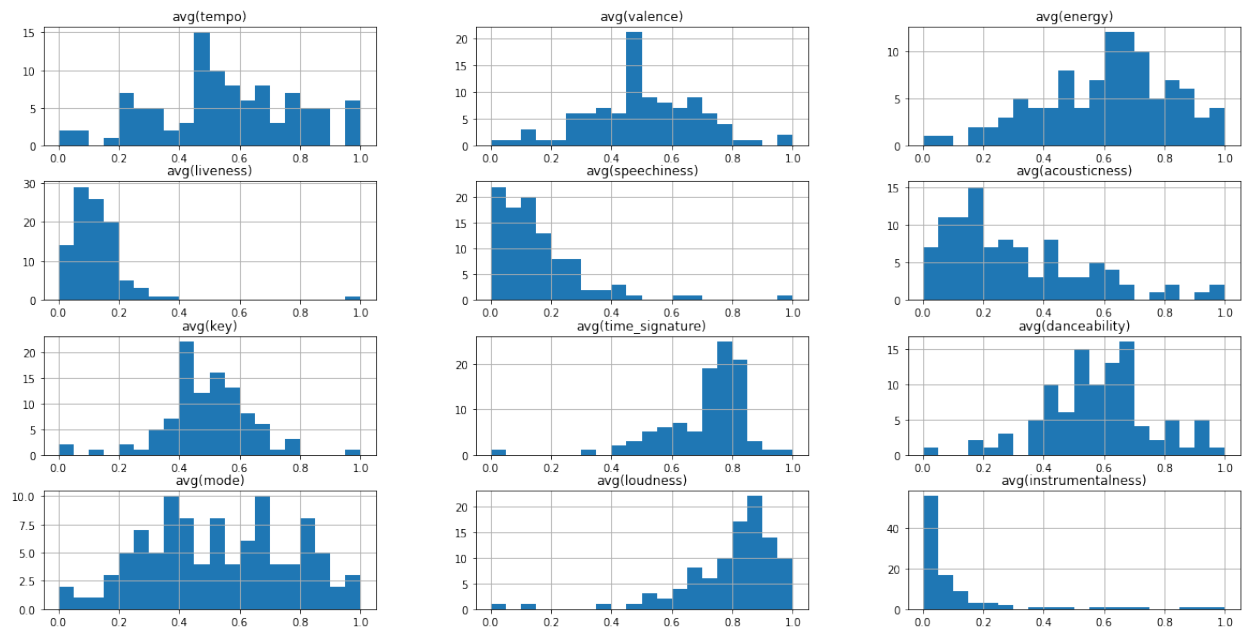 avg(tempo)
15
10
5
0
0.0 0.2 0.4 0.6 0.8 1.0
avg(valence)
20
15
10
5
0
0.0 0.2 0.4 0.6 0.8 1.0
avg(energy)
10
5
0
0.0 0.2 0.4 0.6 0.8 1.0
avg(liveness)
30
20
10
0
0.0 0.2 0.4 0.6 0.8 1.0
avg(speechiness)
20
15
10
5
0
0.0 0.2 0.4 0.6 0.8 1.0
avg(acousticness)
15
10
5
0
0.0 0.2 0.4 0.6 0.8 1.0
avg(key)
20
15
10
5
0
0.0 0.2 0.4 0.6 0.8 1.0
avg(time_signature)
20
10
0
0.0 0.2 0.4 0.6 0.8 1.0
avg(danceability)
15
10
5
0
0.0 0.2 0.4 0.6 0.8 1.0
avg(mode)
10.0
7.5
5.0
2.5
0.0
0.0 0.2 0.4 0.6 0.8 1.0
avg(loudness)
20
15
10
5
0
0.0 0.2 0.4 0.6 0.8 1.0
avg(instrumentalness)
40
20
0
0.0 0.2 0.4 0.6 0.8 1.0